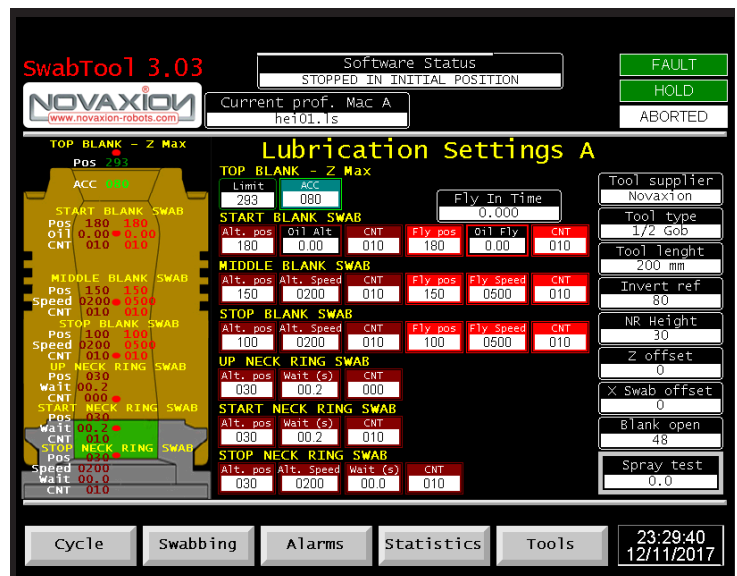 SwabTool 3.03
Software Status
STOPPED IN INITIAL POSITION
FAULT
HOLD
ABORTED
NOVAXION
www.novaxion-robots.com
Current prof. Mac A
hei01.ls
Lubrication Settings A
TOP BLANK - Z Max
Pos 293
ACC 080
START BLANK SWAB
Pos 180 180
Oil 0.00 0.00
CNT 010 010
MIDDLE BLANK SWAB
Pos 150 150
Speed 0200 0500
CNT 010 010
STOP BLANK SWAB
Pos 100 100
Speed 0200 0500
CNT 010 010
UP NECK RING SWAB
Pos 030
Wait 00.2
CNT 000
START NECK RING SWAB
Pos 030
Wait 00.2
CNT 010
STOP NECK RING SWAB
Pos 030
Speed 0200
Wait 00.0
CNT 010
TOP BLANK - Z Max
Limit ACC
293 080
Fly In Time
0.000
START BLANK SWAB
Alt. pos Oil Alt CNT Fly pos Oil Fly CNT
180 0.00 010 180 0.00 010
MIDDLE BLANK SWAB
Alt. pos Alt. Speed CNT Fly pos Fly Speed CNT
150 0200 010 150 0500 010
STOP BLANK SWAB
Alt. pos Alt. Speed CNT Fly pos Fly Speed CNT
100 0200 010 100 0500 010
UP NECK RING SWAB
Alt. pos Wait (s) CNT
030 00.2 000
START NECK RING SWAB
Alt. pos Wait (s) CNT
030 00.2 010
STOP NECK RING SWAB
Alt. pos Alt. Speed Wait (s) CNT
030 0200 00.0 010
Tool supplier
Novaxion
Tool type
1/2 Gob
Tool lenght
200 mm
Invert ref
80
NR Height
30
Z offset
0
X Swab offset
0
Blank open
48
Spray test
0.0
Cycle Swabbing Alarms Statistics Tools
23:29:40
12/11/2017